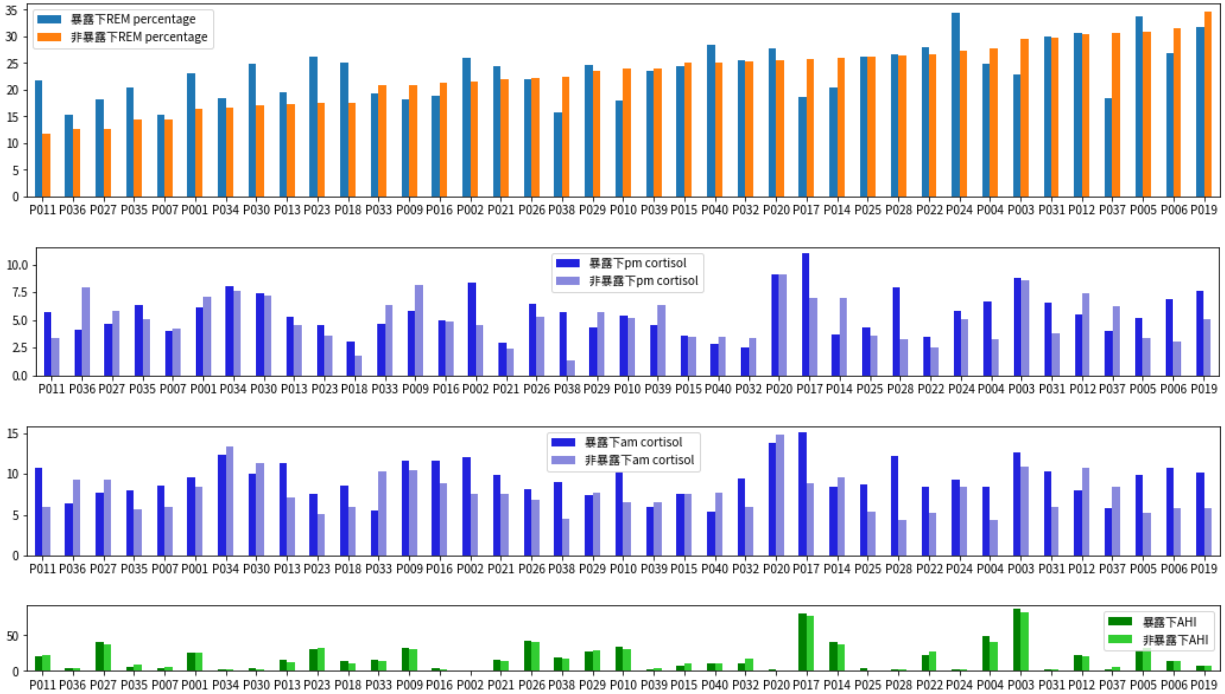 35
30
25
20
15
10
5
0
暴露下REM percentage
非暴露下REM percentage
P011 P036 P027 P035 P007 P001 P034 P030 P013 P023 P018 P033 P009 P016 P002 P021 P026 P038 P029 P010 P039 P015 P040 P032 P020 P017 P014 P025 P028 P022 P024 P004 P003 P031 P012 P037 P005 P006 P019
10.0
7.5
5.0
2.5
0.0
暴露下pm cortisol
非暴露下pm cortisol
P011 P036 P027 P035 P007 P001 P034 P030 P013 P023 P018 P033 P009 P016 P002 P021 P026 P038 P029 P010 P039 P015 P040 P032 P020 P017 P014 P025 P028 P022 P024 P004 P003 P031 P012 P037 P005 P006 P019
15
10
5
0
暴露下am cortisol
非暴露下am cortisol
P011 P036 P027 P035 P007 P001 P034 P030 P013 P023 P018 P033 P009 P016 P002 P021 P026 P038 P029 P010 P039 P015 P040 P032 P020 P017 P014 P025 P028 P022 P024 P004 P003 P031 P012 P037 P005 P006 P019
50
0
暴露下AHI
非暴露下AHI
P011 P036 P027 P035 P007 P001 P034 P030 P013 P023 P018 P033 P009 P016 P002 P021 P026 P038 P029 P010 P039 P015 P040 P032 P020 P017 P014 P025 P028 P022 P024 P004 P003 P031 P012 P037 P005 P006 P019